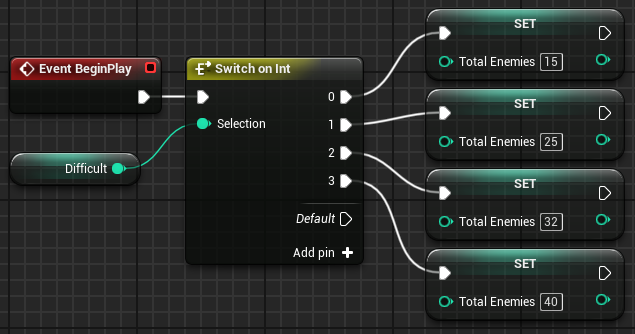 Event BeginPlay
Difficult
Switch on Int
Selection
0
1
2
3
Default
Add pin
SET
Total Enemies 15
SET
Total Enemies 25
SET
Total Enemies 32
SET
Total Enemies 40